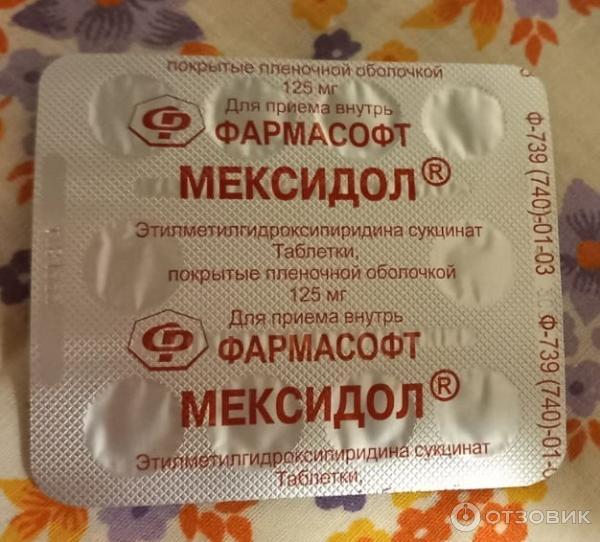 покрытые пленочной оболочкой
125 мг
Для приема внутрь
ФАРМАСОФТ
МЕКСИДОЛ®
Этилметилгидроксипиридина сукцинат
Таблетки,
покрытые пленочной оболочкой
125 мг
Для приема внутрь
ФАРМАСОФТ
МЕКСИДОЛ®
Этилметилгидроксипиридина сукцинат
Таблетки,
Ф-739 (740)-01-03
Ф-739 (740)-01-
ОТЗОВИК